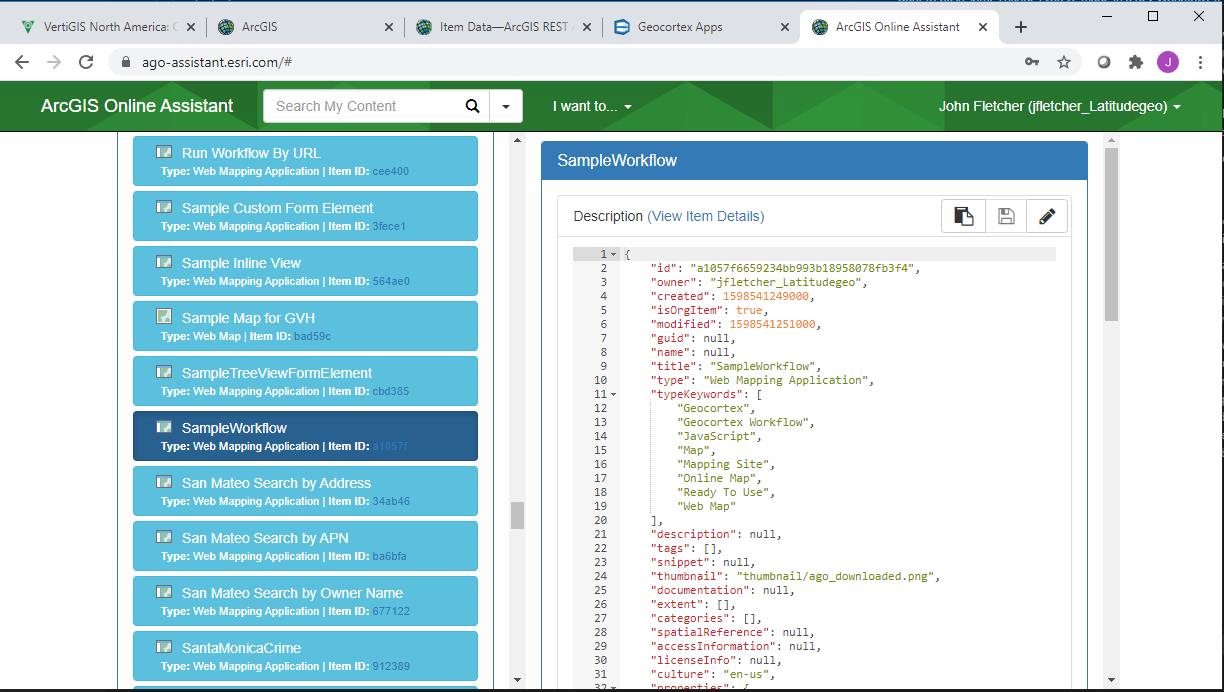 VertiGIS North America: C
ArcGIS
Item Data—ArcGIS REST A
Geocortex Apps
ArcGIS Online Assistant
ago-assistant.esri.com/#
J
ArcGIS Online Assistant
Search My Content
I want to...
John Fletcher (jfletcher_Latitudegeo)
Run Workflow By URL
Type: Web Mapping Application | Item ID: cee400
Sample Custom Form Element
Type: Web Mapping Application | Item ID: 3fece1
Sample Inline View
Type: Web Mapping Application | Item ID: 564ae0
Sample Map for GVH
Type: Web Map | Item ID: bad59c
SampleTreeViewFormElement
Type: Web Mapping Application | Item ID: cbd385
SampleWorkflow
Type: Web Mapping Application | Item ID: a1057f
San Mateo Search by Address
Type: Web Mapping Application | Item ID: 34ab46
San Mateo Search by APN
Type: Web Mapping Application | Item ID: ba6bfa
San Mateo Search by Owner Name
Type: Web Mapping Application | Item ID: 677122
SantaMonicaCrime
Type: Web Mapping Application | Item ID: 912389
SampleWorkflow
Description (View Item Details)
1 {
2 "id": "a1057f6659234bb993b18958078fb3f4",
3 "owner": "jfletcher_Latitudegeo",
4 "created": 1598541249000,
5 "isOrgItem": true,
6 "modified": 1598541251000,
7 "guid": null,
8 "name": null,
9 "title": "SampleWorkflow",
10 "type": "Web Mapping Application",
11 "typeKeywords": [
12 "Geocortex",
13 "Geocortex Workflow",
14 "JavaScript",
15 "Map",
16 "Mapping Site",
17 "Online Map",
18 "Ready To Use",
19 "Web Map"
20 ],
21 "description": null,
22 "tags": [],
23 "snippet": null,
24 "thumbnail": "thumbnail/ago_downloaded.png",
25 "documentation": null,
26 "extent": [],
27 "categories": [],
28 "spatialReference": null,
29 "accessInformation": null,
30 "licenseInfo": null,
31 "culture": "en-us",
32 "properties": {